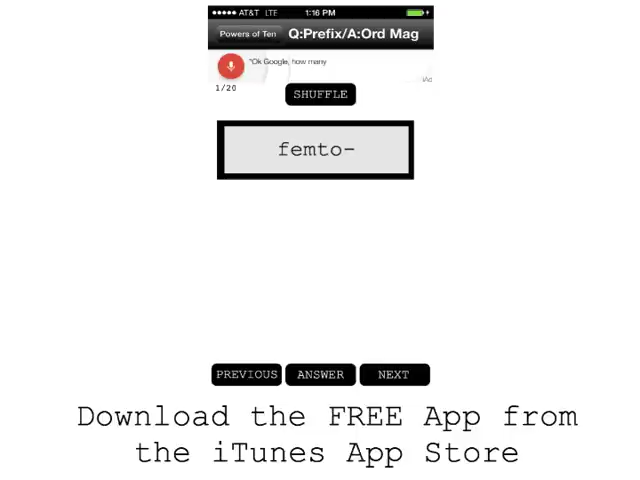 ●●●●● AT&T LTE 1:16 PM
Powers of Ten Q:Prefix/A:Ord Mag
"Ok Google, how many
1/20
SHUFFLE
femto-
PREVIOUS ANSWER NEXT
Download the FREE App from
the iTunes App Store